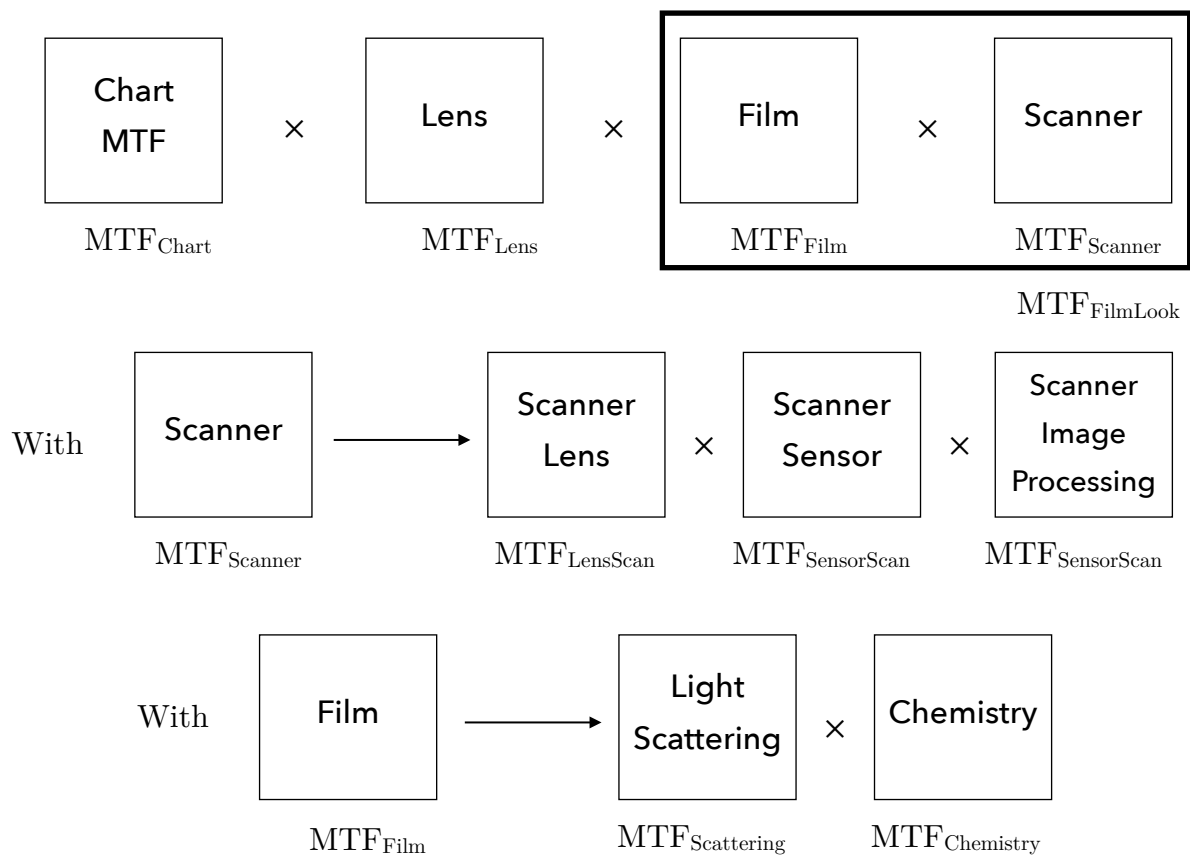 Chart
MTF
×
Lens
×
Film
×
Scanner
MTF_Chart
MTF_Lens
MTF_Film
MTF_Scanner
MTF_FilmLook
With
Scanner
Scanner
Lens
×
Scanner
Sensor
×
Scanner
Image
Processing
MTF_Scanner
MTF_LensScan
MTF_SensorScan
MTF_SensorScan
With
Film
Light
Scattering
×
Chemistry
MTF_Film
MTF_Scattering
MTF_Chemistry